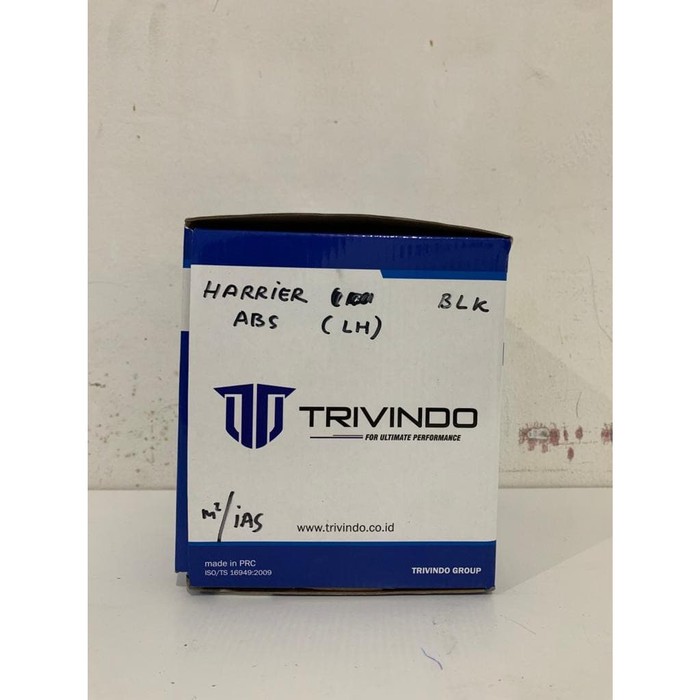 HARRIER BLK
ABS (LH)
TRIVINDO
FOR ULTIMATE PERFORMANCE
M²/iAS
www.trivindo.co.id
made in PRC
ISO/TS 16949:2009
TRIVINDO GROUP